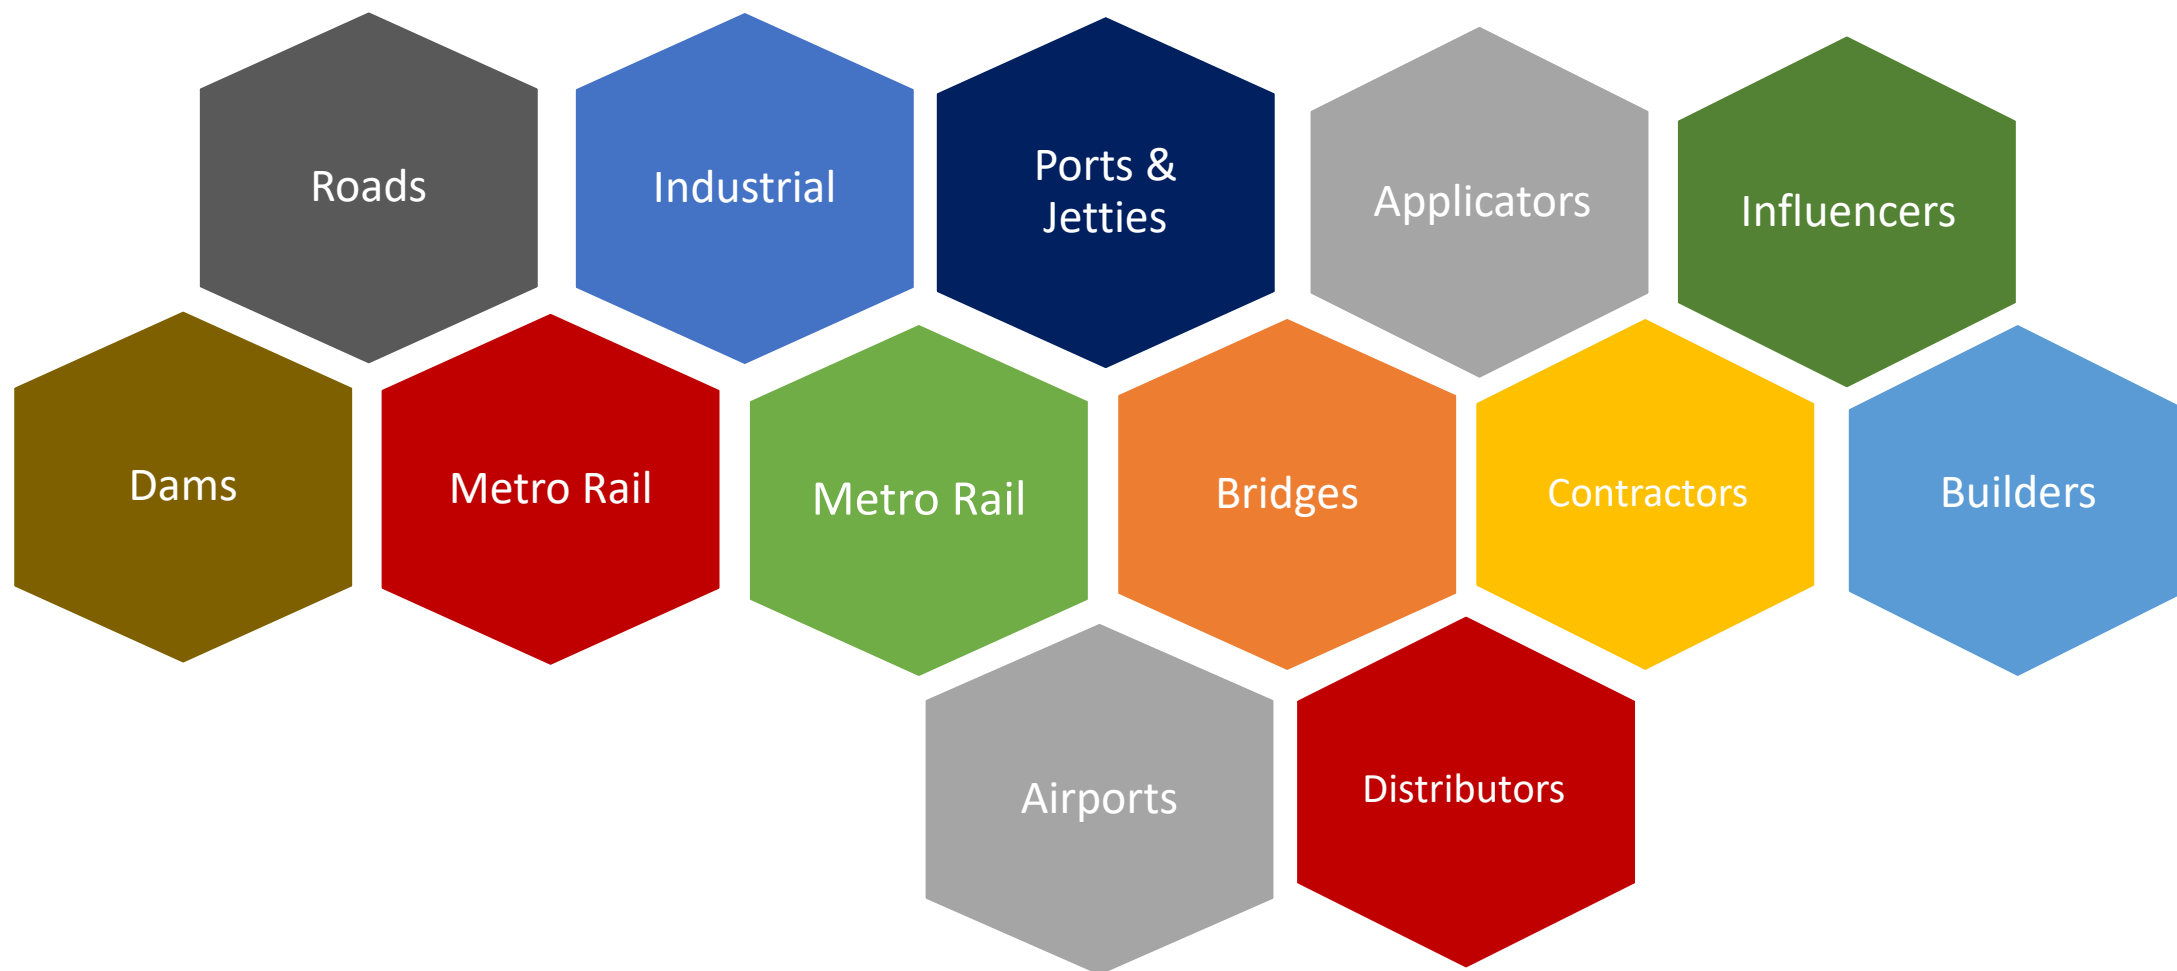 Roads
Industrial
Ports &
Jetties
Applicators
Influencers
Dams
Metro Rail
Metro Rail
Bridges
Contractors
Builders
Airports
Distributors